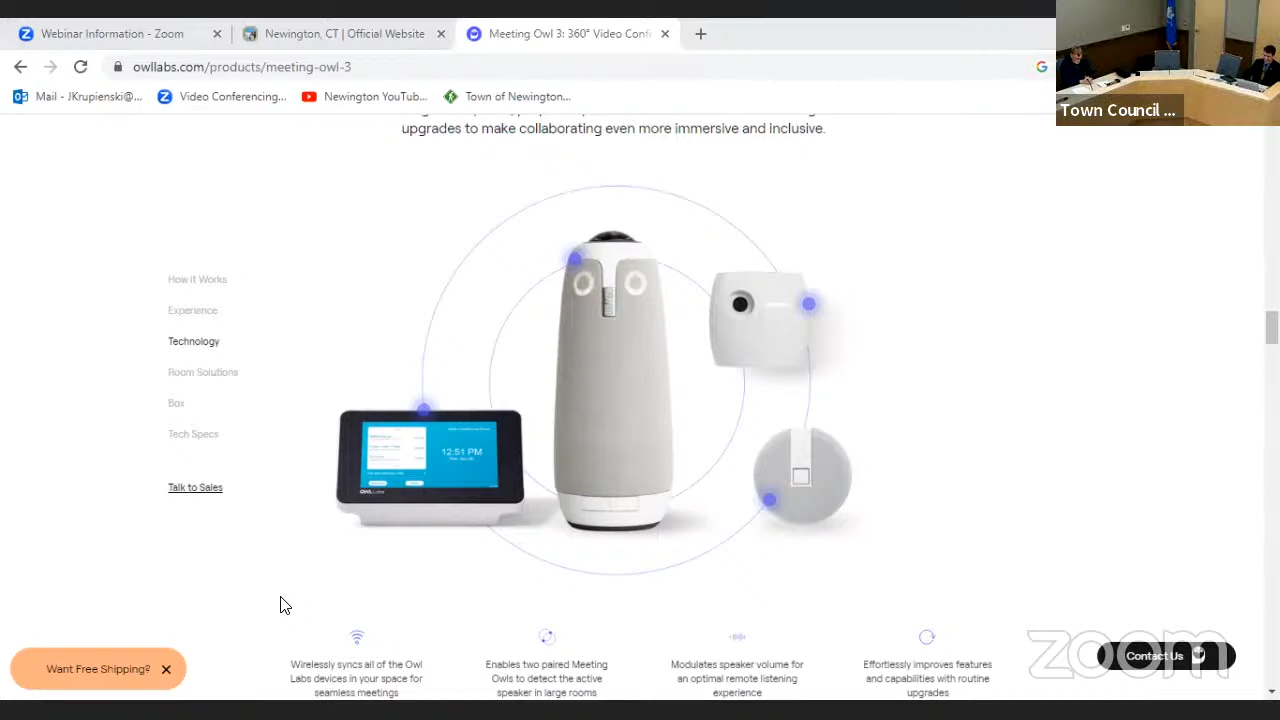 Webinar Information - Zoom
Newington, CT | Official Website
Meeting Owl 3: 360° Video Conf
owllabs.com/products/meeting-owl-3
Mail - JKrupienski@...
Video Conferencing...
Newington YouTub...
Town of Newington...
Town Council ...
upgrades to make collaborating even more immersive and inclusive.
How it Works
Experience
Technology
Room Solutions
Box
Tech Specs
Talk to Sales
12:51 PM
Want Free Shipping?
Wirelessly syncs all of the Owl
Labs devices in your space for
seamless meetings
Enables two paired Meeting
Owls to detect the active
speaker in large rooms
Modulates speaker volume for
an optimal remote listening
experience
Effortlessly improves features
and capabilities with routine
upgrades
Contact Us
zoom